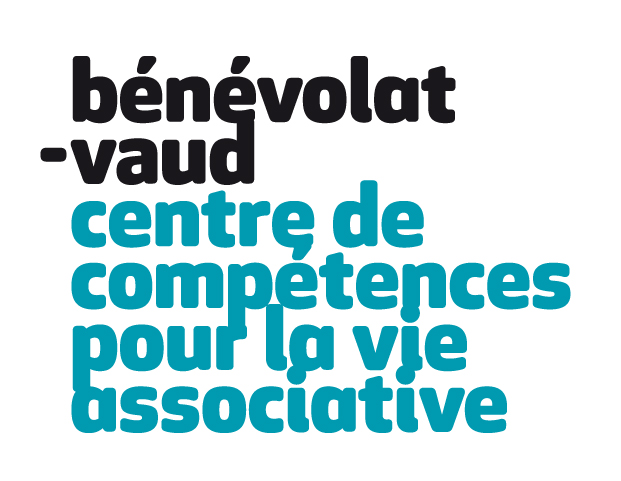 bénévolat
-vaud
centre de
compétences
pour la vie
associative